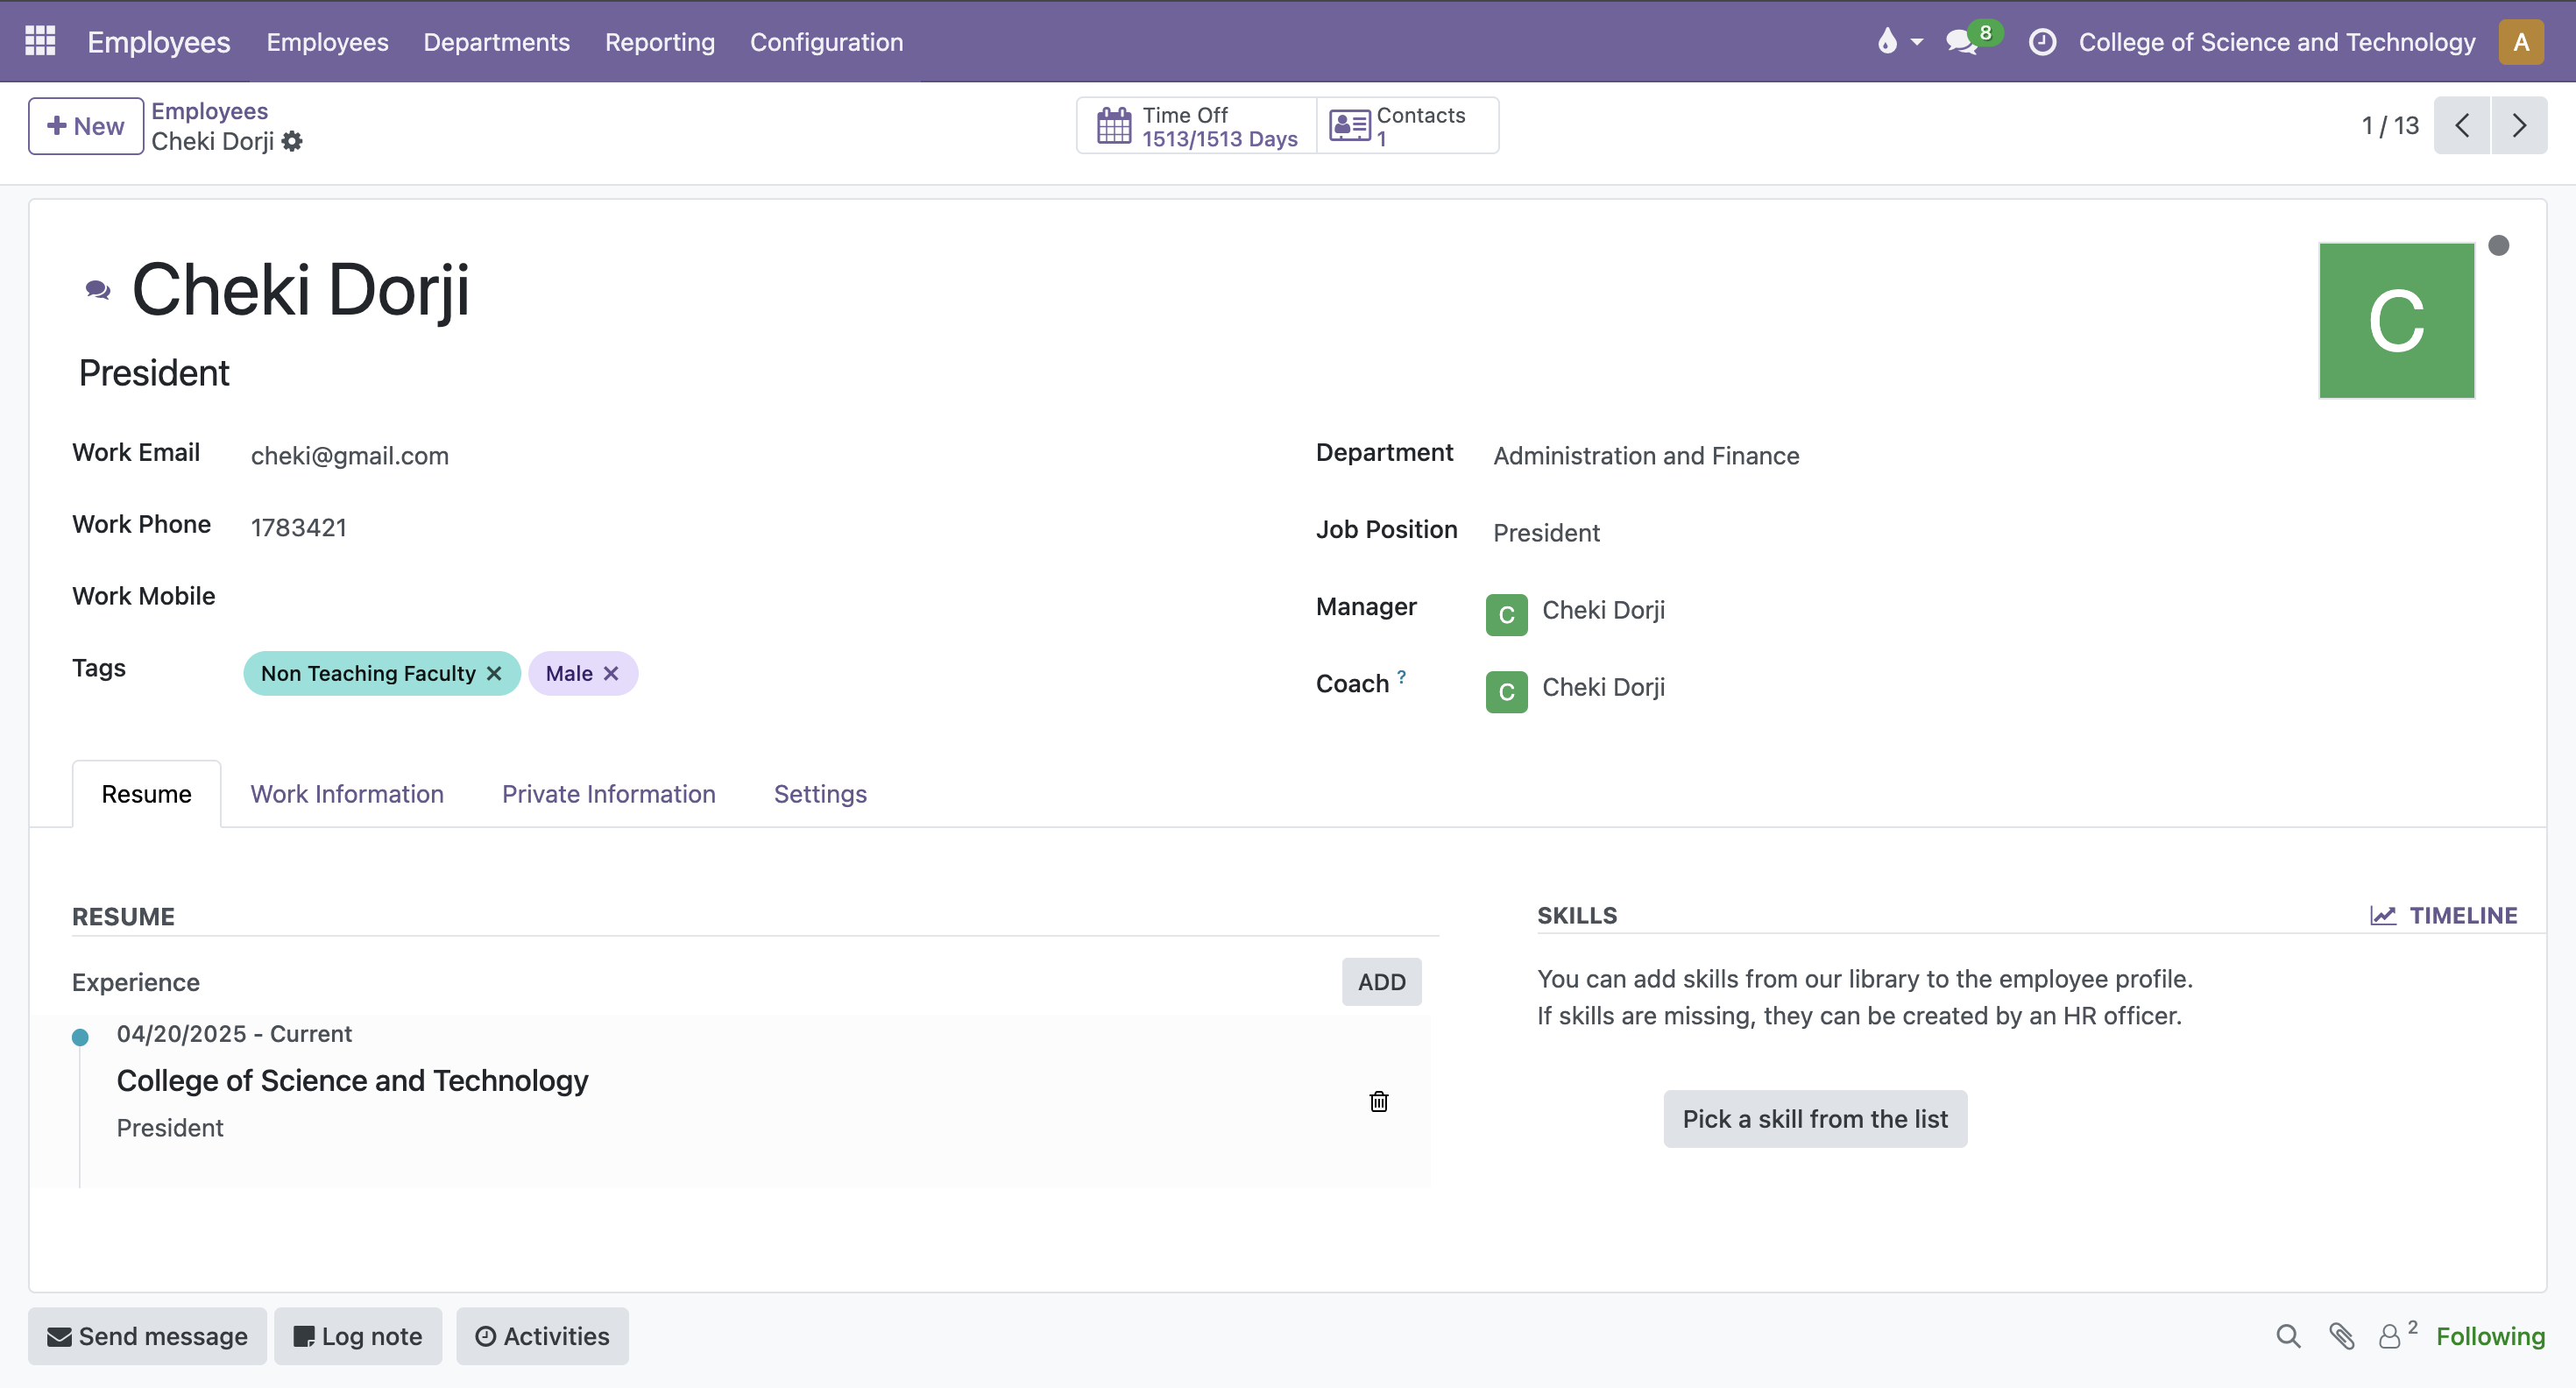 Employees Employees Departments Reporting Configuration 8 College of Science and Technology A
New
Employees
Cheki Dorji
Time Off
1513/1513 Days
Contacts
1
1 / 13
Cheki Dorji
C
President
Work Email cheki@gmail.com
Work Phone 1783421
Work Mobile
Tags Non Teaching Faculty Male
Department Administration and Finance
Job Position President
Manager C Cheki Dorji
Coach ? C Cheki Dorji
Resume Work Information Private Information Settings
RESUME
Experience ADD
04/20/2025 - Current
College of Science and Technology
President
SKILLS TIMELINE
You can add skills from our library to the employee profile.
If skills are missing, they can be created by an HR officer.
Pick a skill from the list
Send message Log note Activities 2 Following